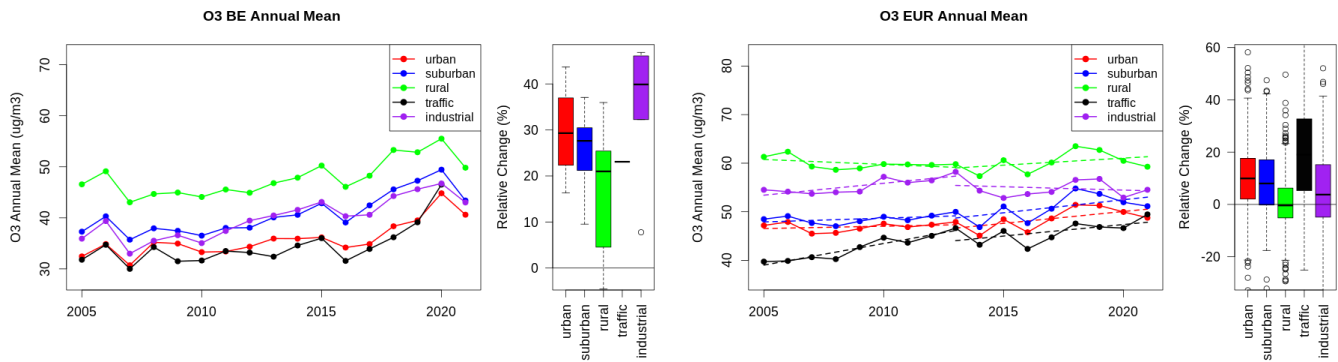 O3 BE Annual Mean
O3 Annual Mean (ug/m3)
70
60
50
40
30
2005
2010
2015
2020
urban
suburban
rural
traffic
industrial
Relative Change (%)
40
30
20
10
0
urban
suburban
rural
traffic
industrial
O3 EUR Annual Mean
O3 Annual Mean (ug/m3)
80
70
60
50
40
2005
2010
2015
2020
urban
suburban
rural
traffic
industrial
Relative Change (%)
60
40
20
0
-20
urban
suburban
rural
traffic
industrial